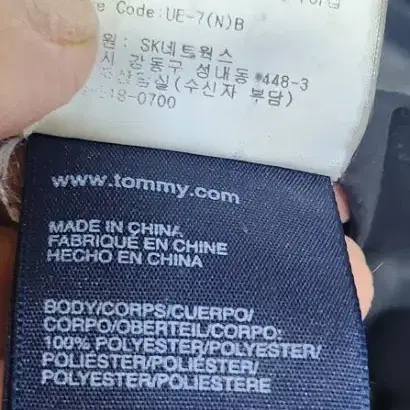 Code:UE-7(N)B
원 : SK네트웍스
시 강동구 성내동 448-3
(수신자 부담)
-0700
www.tommy.com
MADE IN CHINA
FABRIQUÉ EN CHINE
HECHO EN CHINA
BODY/CORPS/CUERPO/
CORPO/OBERTEIL/CORPO:
100% POLYESTER/POLYESTER/
POLIÉSTER/POLIÉSTER/
POLYESTER/POLIESTERE